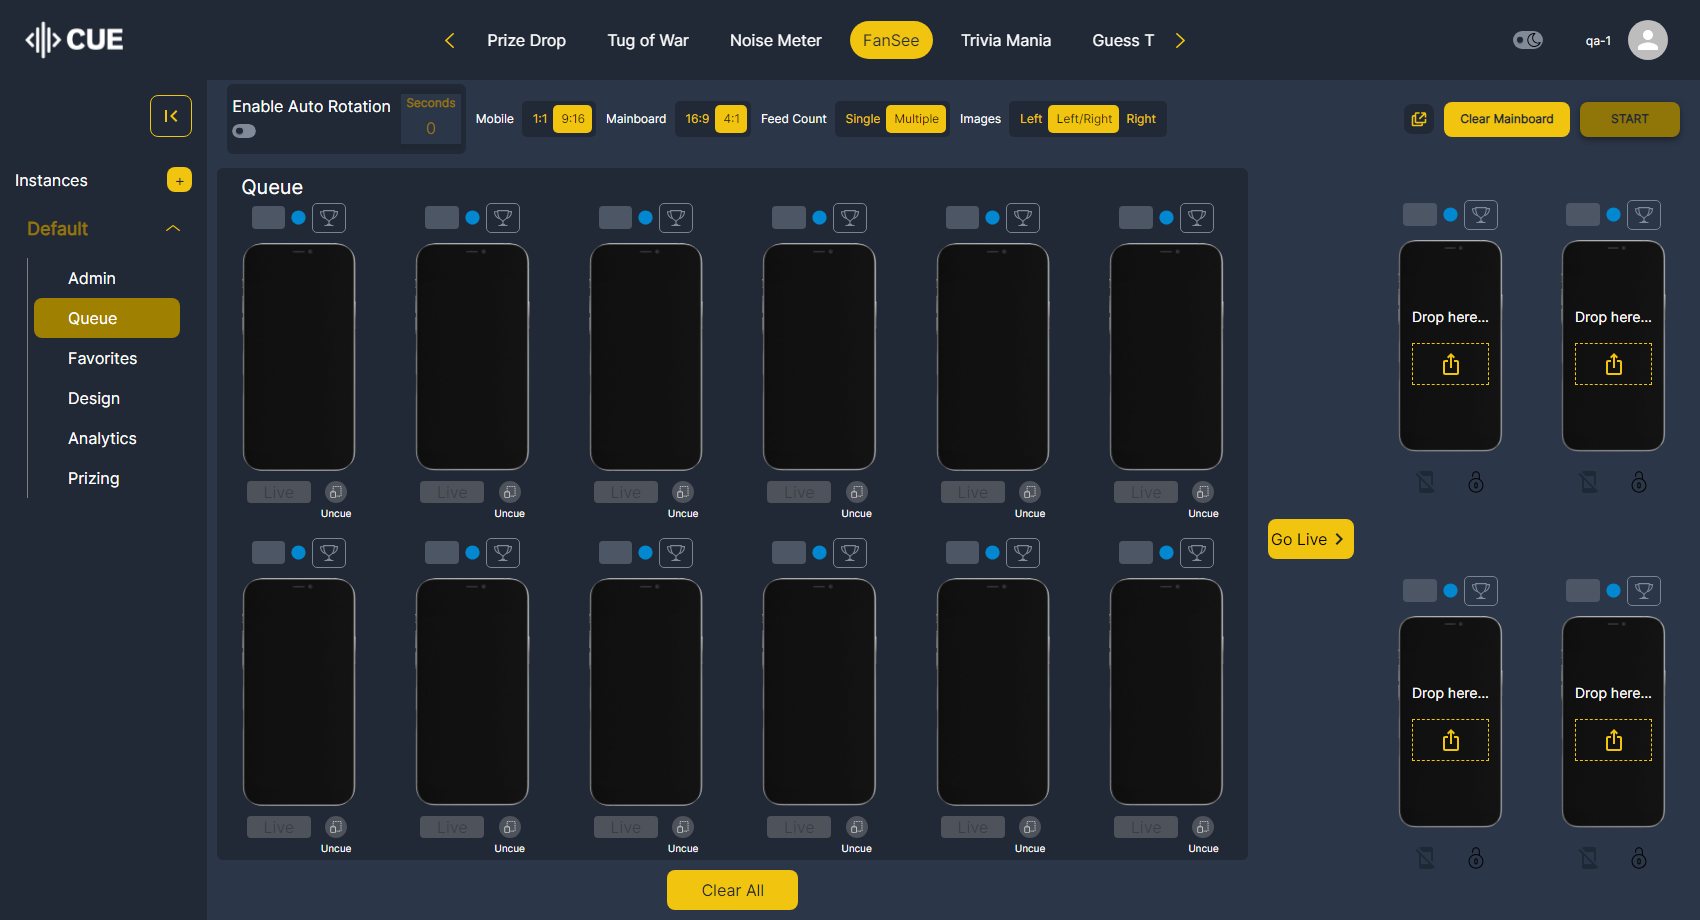 CUE
Prize Drop Tug of War Noise Meter FanSee Trivia Mania Guess T
qa-1
Enable Auto Rotation Seconds 0
Mobile 1:1 9:16 Mainboard 16:9 4:1 Feed Count Single Multiple Images Left Left/Right Right
Clear Mainboard START
Instances +
Default
Admin
Queue
Favorites
Design
Analytics
Prizing
Queue
Live Live Live Live Live Live
Uncue Uncue Uncue Uncue Uncue Uncue
Live Live Live Live Live Live
Uncue Uncue Uncue Uncue Uncue Uncue
Clear All
Go Live
Drop here... Drop here...
Drop here... Drop here...